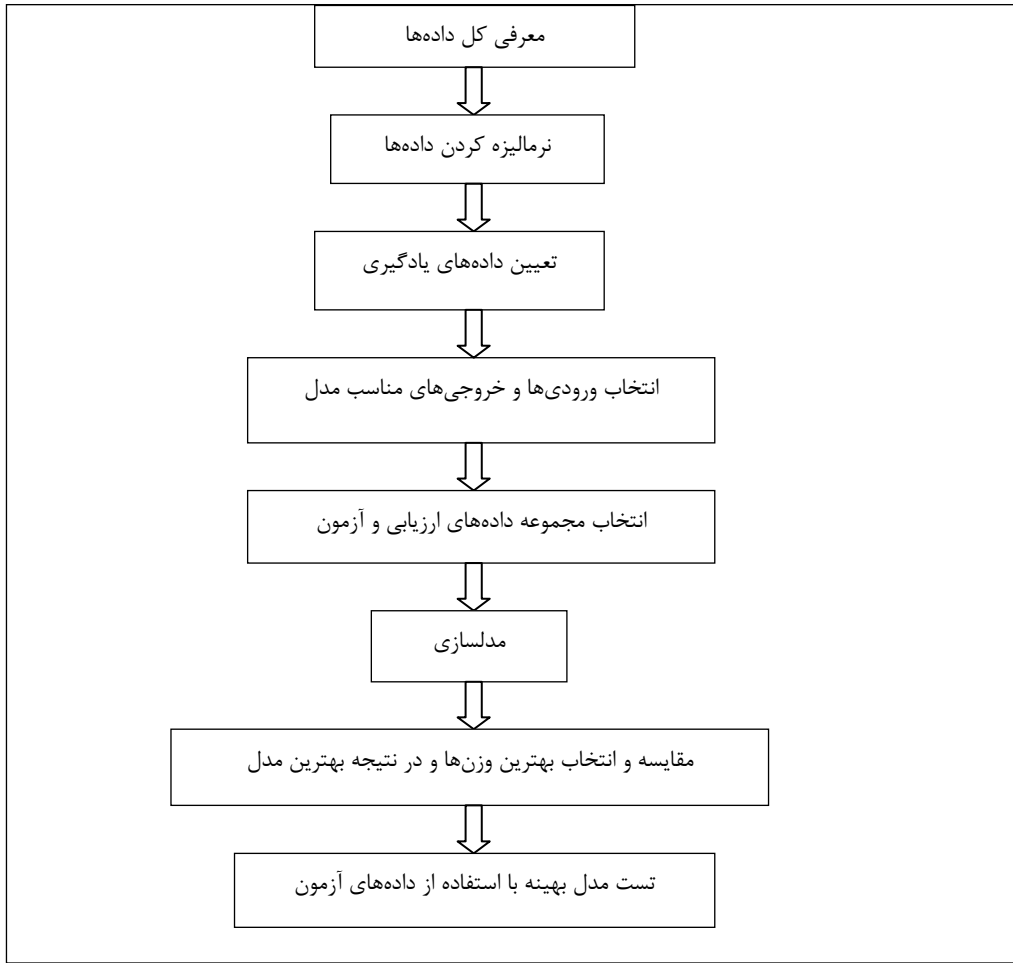 معرفی کل داده‌ها
نرمالیزه کردن داده‌ها
تعیین داده‌های یادگیری
انتخاب ورودی‌ها و خروجی‌های مناسب مدل
انتخاب مجموعه داده‌های ارزیابی و آزمون
مدلسازی
مقایسه و انتخاب بهترین وزن‌ها و در نتیجه بهترین مدل
تست مدل بهینه با استفاده از داده‌های آزمون